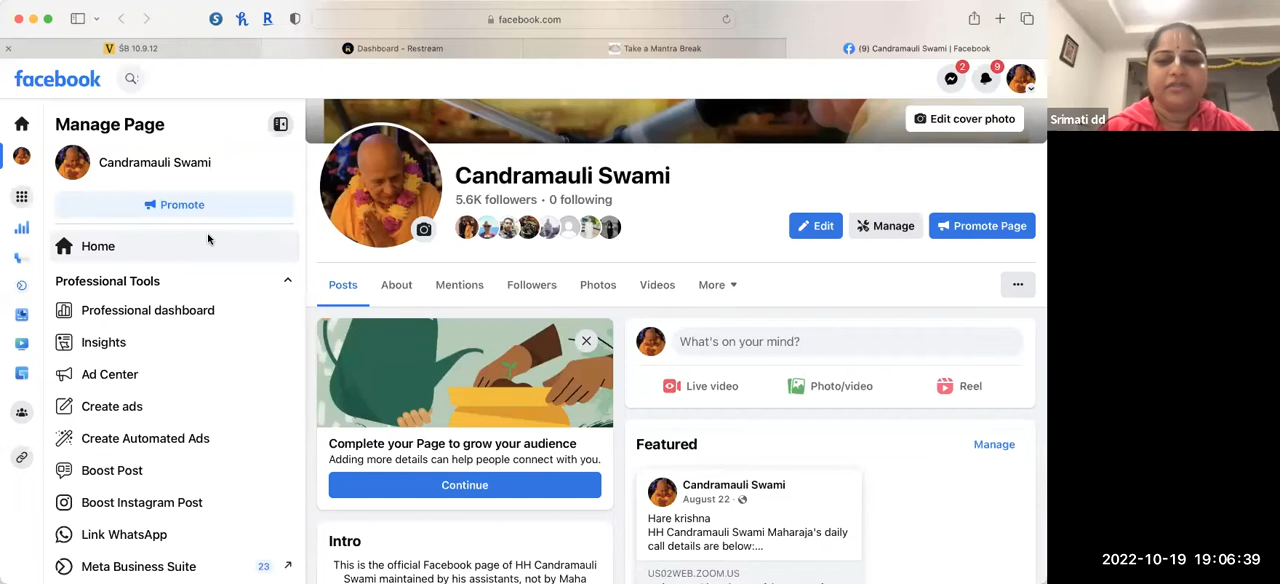 facebook.com
ŚB 10.9.12
Dashboard - Restream
Take a Mantra Break
(9) Candramauli Swami | Facebook
facebook
2
9
Manage Page
Candramauli Swami
Promote
Home
Professional Tools
Professional dashboard
Insights
Ad Center
Create ads
Create Automated Ads
Boost Post
Boost Instagram Post
Link WhatsApp
Meta Business Suite 23
Edit cover photo
Candramauli Swami
5.6K followers • 0 following
Edit
Manage
Promote Page
Posts
About
Mentions
Followers
Photos
Videos
More
Complete your Page to grow your audience
Adding more details can help people connect with you.
Continue
Intro
This is the official Facebook page of HH Candramauli
Swami maintained by his assistants, not by Maha
What's on your mind?
Live video
Photo/video
Reel
Featured
Manage
Candramauli Swami
August 22 ·
Hare krishna
HH Candramauli Swami Maharaja's daily
call details are below:...
US02WEB.ZOOM.US
Srimati dd
2022-10-19 19:06:39